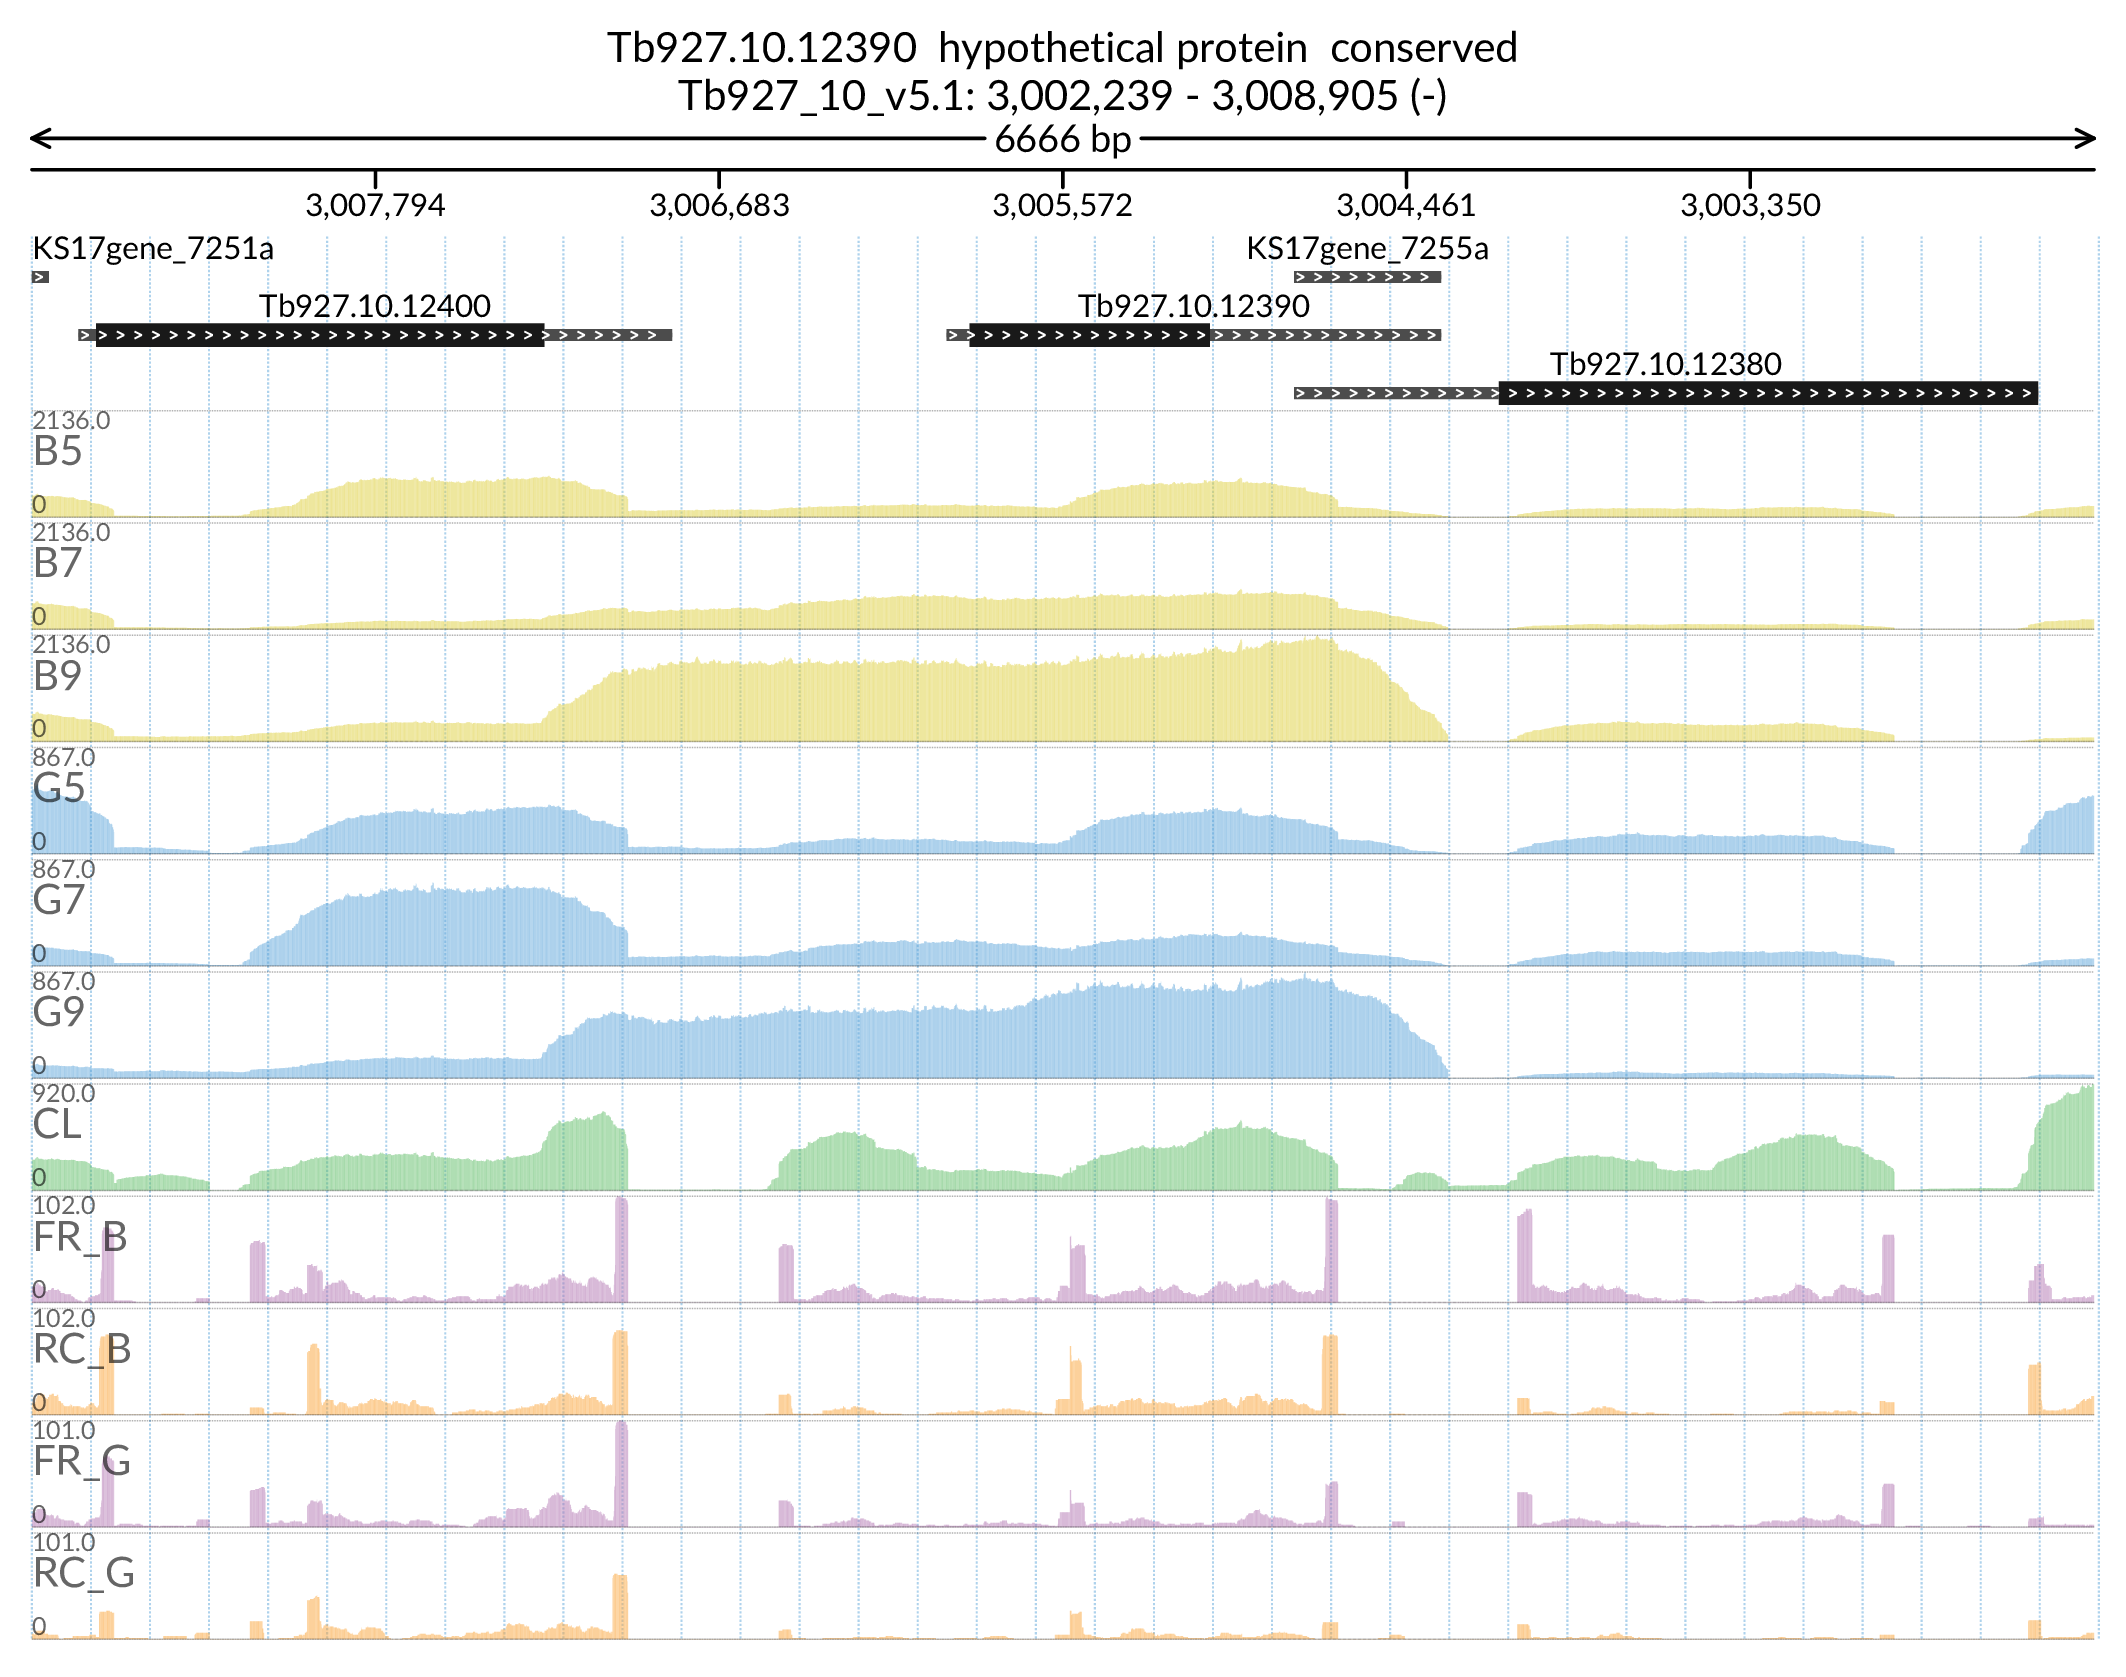 Tb927.10.12390  hypothetical protein  conserved
Tb927_10_v5.1: 3,002,239 - 3,008,905 (-)
6666 bp
3,007,794 3,006,683 3,005,572 3,004,461 3,003,350
KS17gene_7251a KS17gene_7255a
Tb927.10.12400 Tb927.10.12390
Tb927.10.12380
2136.0
B5
0
2136.0
B7
0
2136.0
B9
0
867.0
G5
0
867.0
G7
0
867.0
G9
0
920.0
CL
0
102.0
FR_B
0
102.0
RC_B
0
101.0
FR_G
0
101.0
RC_G
0